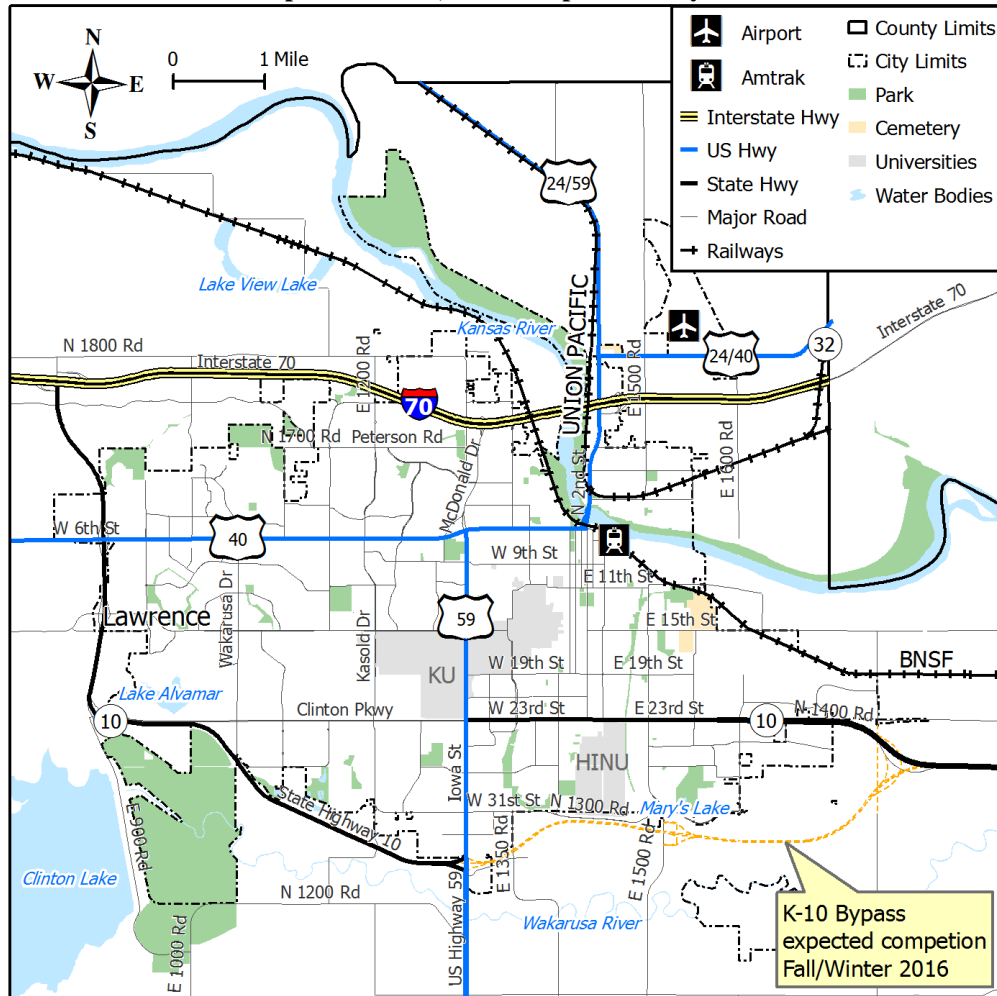 N
W E
S
0 1 Mile
Airport
Amtrak
Interstate Hwy
US Hwy
State Hwy
Major Road
Railways
County Limits
City Limits
Park
Cemetery
Universities
Water Bodies
24/59
Lake View Lake
Kansas River
UNION PACIFIC
Interstate 70
N 1800 Rd
Interstate 70
E 1200 Rd
70
E 1500 Rd
24/40
32
N 1700 Rd
Peterson Rd
McDonald Dr
N 2nd St
E 1600 Rd
W 6th St
40
W 9th St
E 11th St
Lawrence
Wakarusa Dr
Kasold Dr
59
E 15th St
KU
W 19th St
E 19th St
BNSF
Lake Alvamar
10
Clinton Pkwy
W 23rd St
E 23rd St
10
N 1400 Rd
Iowa St
HINU
State Highway 10
W 31st St
N 1300 Rd
Mary's Lake
E 900 Rd
E 1350 Rd
E 1500 Rd
Clinton Lake
N 1200 Rd
E 1000 Rd
US Highway 59
Wakarusa River
K-10 Bypass
expected competion
Fall/Winter 2016